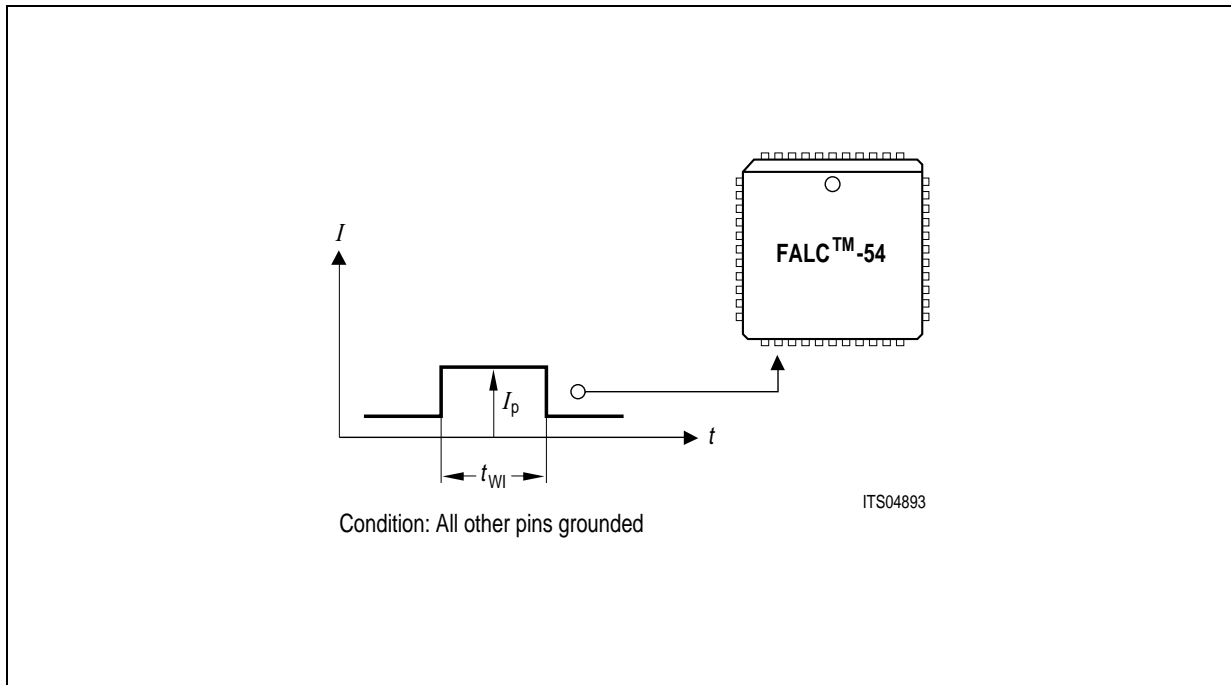 FALC™-54
I
Ip
t
tWI
ITS04893
Condition: All other pins grounded